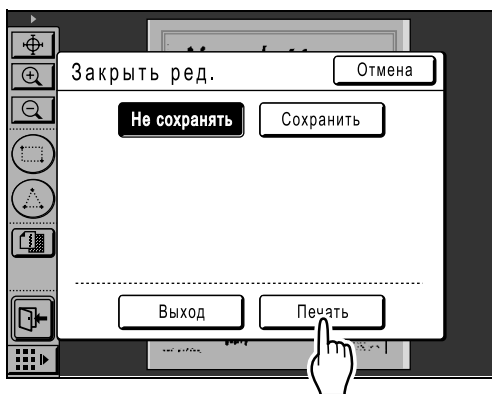 Закрыть ред.
Отмена
Не сохранять
Сохранить
Выход
Печать